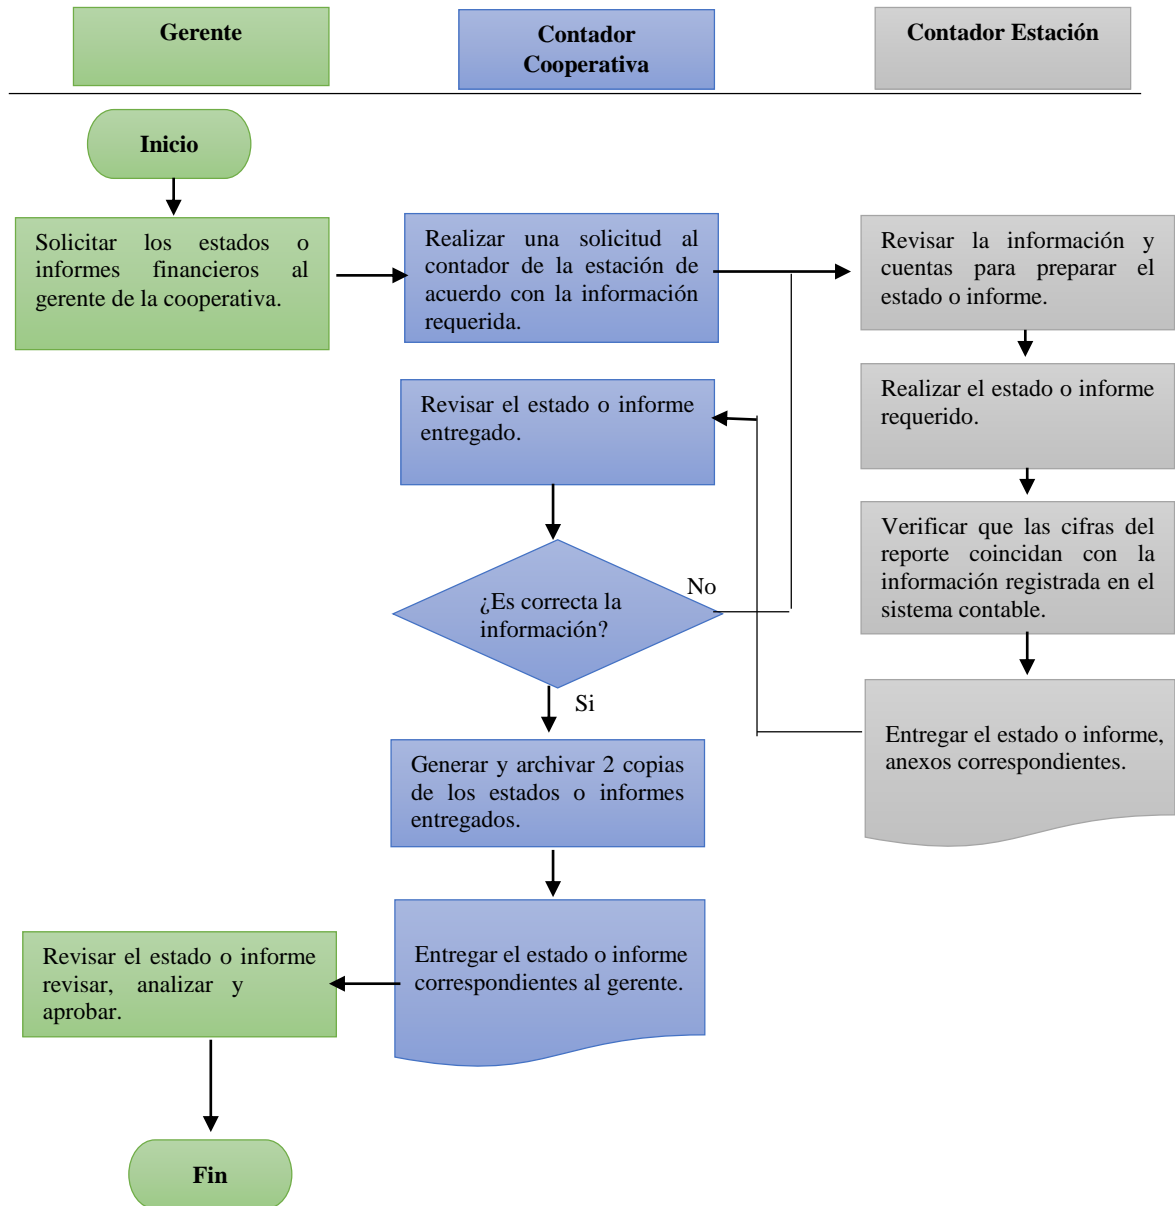 Gerente
Contador
Cooperativa
Contador Estación
Inicio
Solicitar los estados o
informes financieros al
gerente de la cooperativa.
Realizar una solicitud al
contador de la estación de
acuerdo con la información
requerida.
Revisar la información y
cuentas para preparar el
estado o informe.
Realizar el estado o informe
requerido.
Verificar que las cifras del
reporte coincidan con la
información registrada en el
sistema contable.
Entregar el estado o informe,
anexos correspondientes.
Revisar el estado o informe
entregado.
¿Es correcta la
información?
No
Si
Generar y archivar 2 copias
de los estados o informes
entregados.
Entregar el estado o informe
correspondientes al gerente.
Revisar el estado o informe
revisar, analizar y
aprobar.
Fin